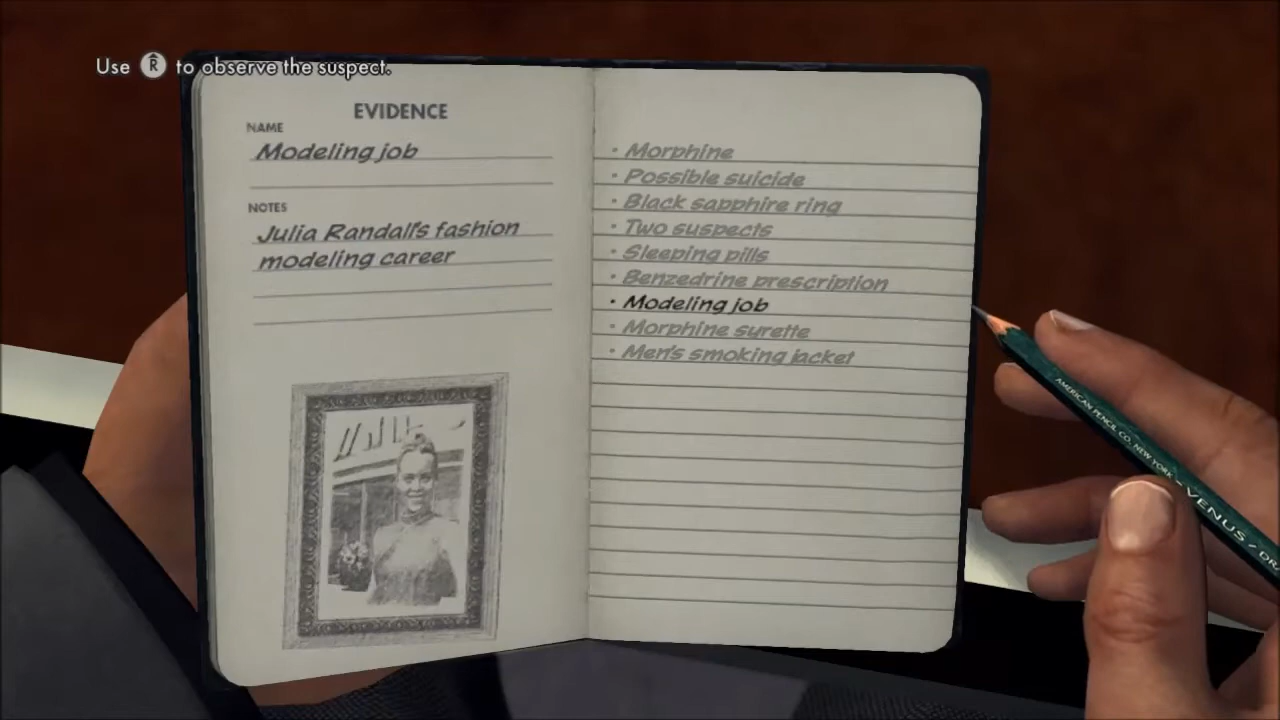 Use R to observe the suspect.
EVIDENCE
NAME
Modeling job
NOTES
Julia Randall's fashion
modeling career
• Morphine
• Possible suicide
• Black sapphire ring
• Two suspects
• Sleeping pills
• Benzedrine prescription
• Modeling job
• Morphine surette
• Men's smoking jacket
AMERICAN PENCIL CO. NEW YORK
VENUS / DRA